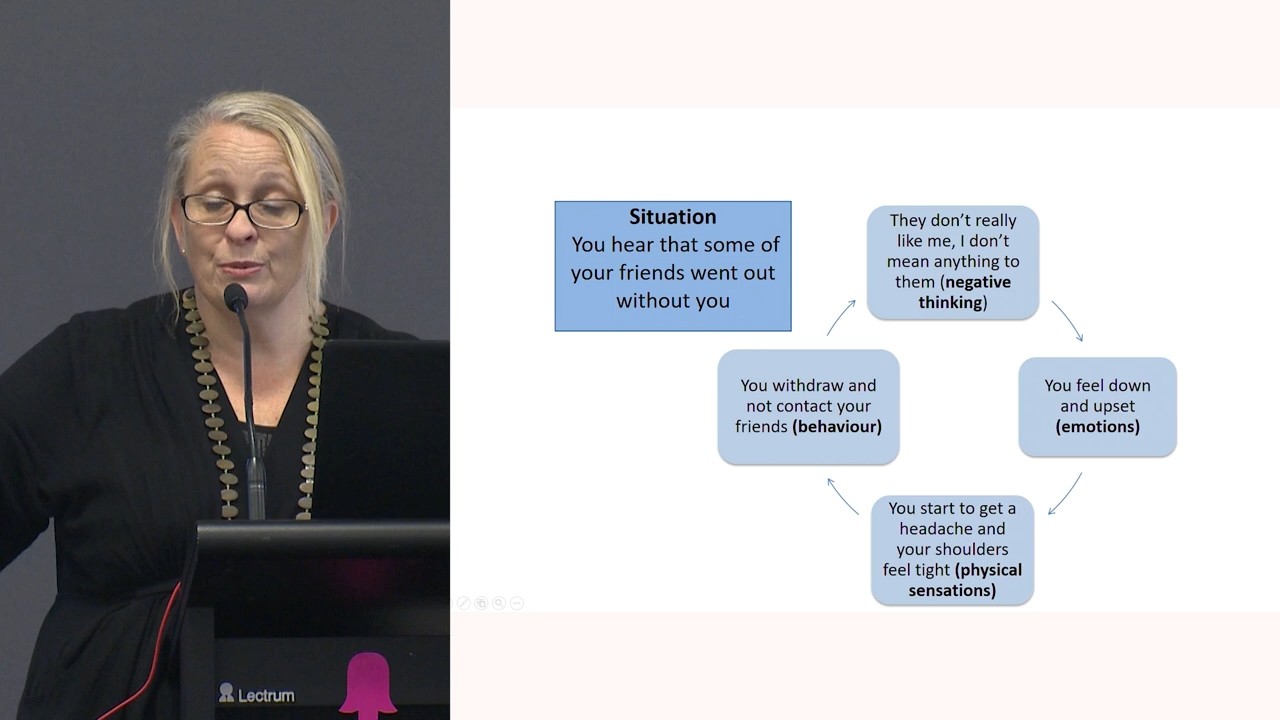 Situation
You hear that some of
your friends went out
without you
They don’t really
like me, I don’t
mean anything to
them (negative
thinking)
You feel down
and upset
(emotions)
You start to get a
headache and
your shoulders
feel tight (physical
sensations)
You withdraw and
not contact your
friends (behaviour)
Lectrum